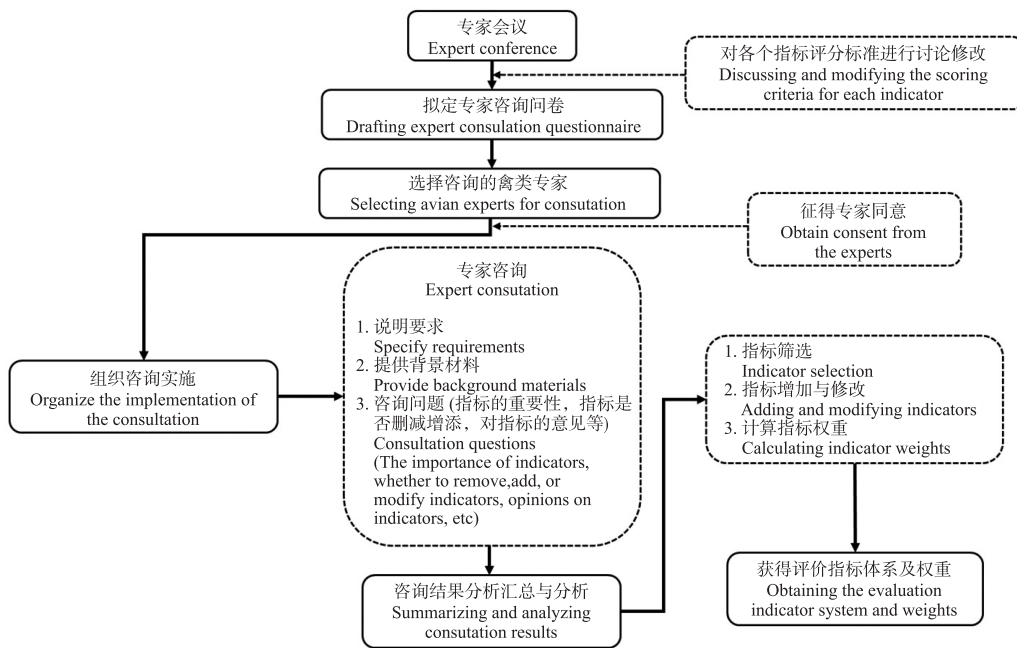 专家会议
Expert conference
对各个指标评分标准进行讨论修改
Discussing and modifying the scoring
criteria for each indicator
拟定专家咨询问卷
Drafting expert consulation questionnaire
选择咨询的禽类专家
Selecting avian experts for consutation
征得专家同意
Obtain consent from
the experts
组织咨询实施
Organize the implementation of
the consultation
专家咨询
Expert consutation
1. 说明要求
Specify requirements
2. 提供背景材料
Provide background materials
3. 咨询问题 (指标的重要性，指标是
否删减增添，对指标的意见等)
Consultation questions
(The importance of indicators,
whether to remove,add, or
modify indicators, opinions on
indicators, etc)
1. 指标筛选
Indicator selection
2. 指标增加与修改
Adding and modifying indicators
3. 计算指标权重
Calculating indicator weights
咨询结果分析汇总与分析
Summarizing and analyzing
consutation results
获得评价指标体系及权重
Obtaining the evaluation
indicator system and weights